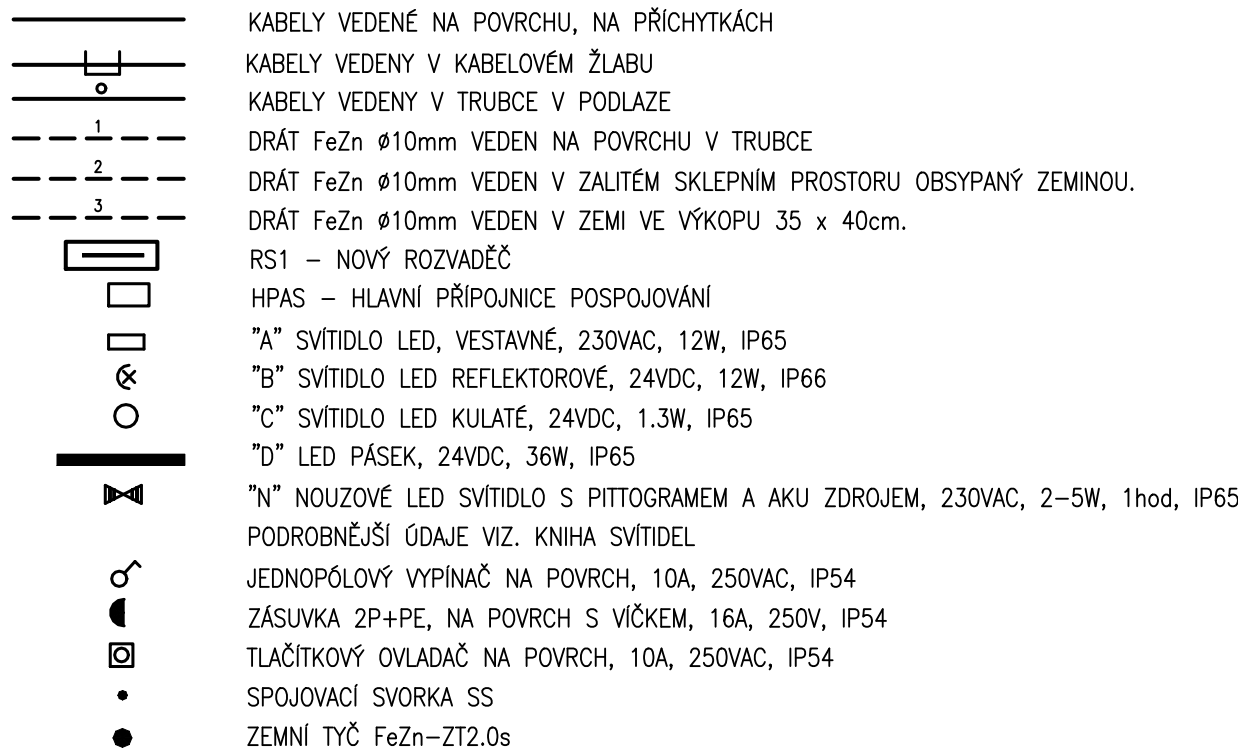 KABELY VEDENÉ NA POVRCHU, NA PŘÍCHYTKÁCH
KABELY VEDENY V KABELOVÉM ŽLABU
KABELY VEDENY V TRUBCE V PODLAZE
1 DRÁT FeZn ø10mm VEDEN NA POVRCHU V TRUBCE
2 DRÁT FeZn ø10mm VEDEN V ZALITÉM SKLEPNÍM PROSTORU OBSYPANÝ ZEMINOU.
3 DRÁT FeZn ø10mm VEDEN V ZEMI VE VÝKOPU 35 x 40cm.
RS1 – NOVÝ ROZVADĚČ
HPAS – HLAVNÍ PŘÍPOJNICE POSPOJOVÁNÍ
"A" SVÍTIDLO LED, VESTAVNÉ, 230VAC, 12W, IP65
"B" SVÍTIDLO LED REFLEKTOROVÉ, 24VDC, 12W, IP66
"C" SVÍTIDLO LED KULATÉ, 24VDC, 1.3W, IP65
"D" LED PÁSEK, 24VDC, 36W, IP65
"N" NOUZOVÉ LED SVÍTIDLO S PITTOGRAMEM A AKU ZDROJEM, 230VAC, 2–5W, 1hod, IP65
PODROBNĚJŠÍ ÚDAJE VIZ. KNIHA SVÍTIDEL
JEDNOPÓLOVÝ VYPÍNAČ NA POVRCH, 10A, 250VAC, IP54
ZÁSUVKA 2P+PE, NA POVRCH S VÍČKEM, 16A, 250V, IP54
TLAČÍTKOVÝ OVLADAČ NA POVRCH, 10A, 250VAC, IP54
SPOJOVACÍ SVORKA SS
ZEMNÍ TYČ FeZn–ZT2.0s